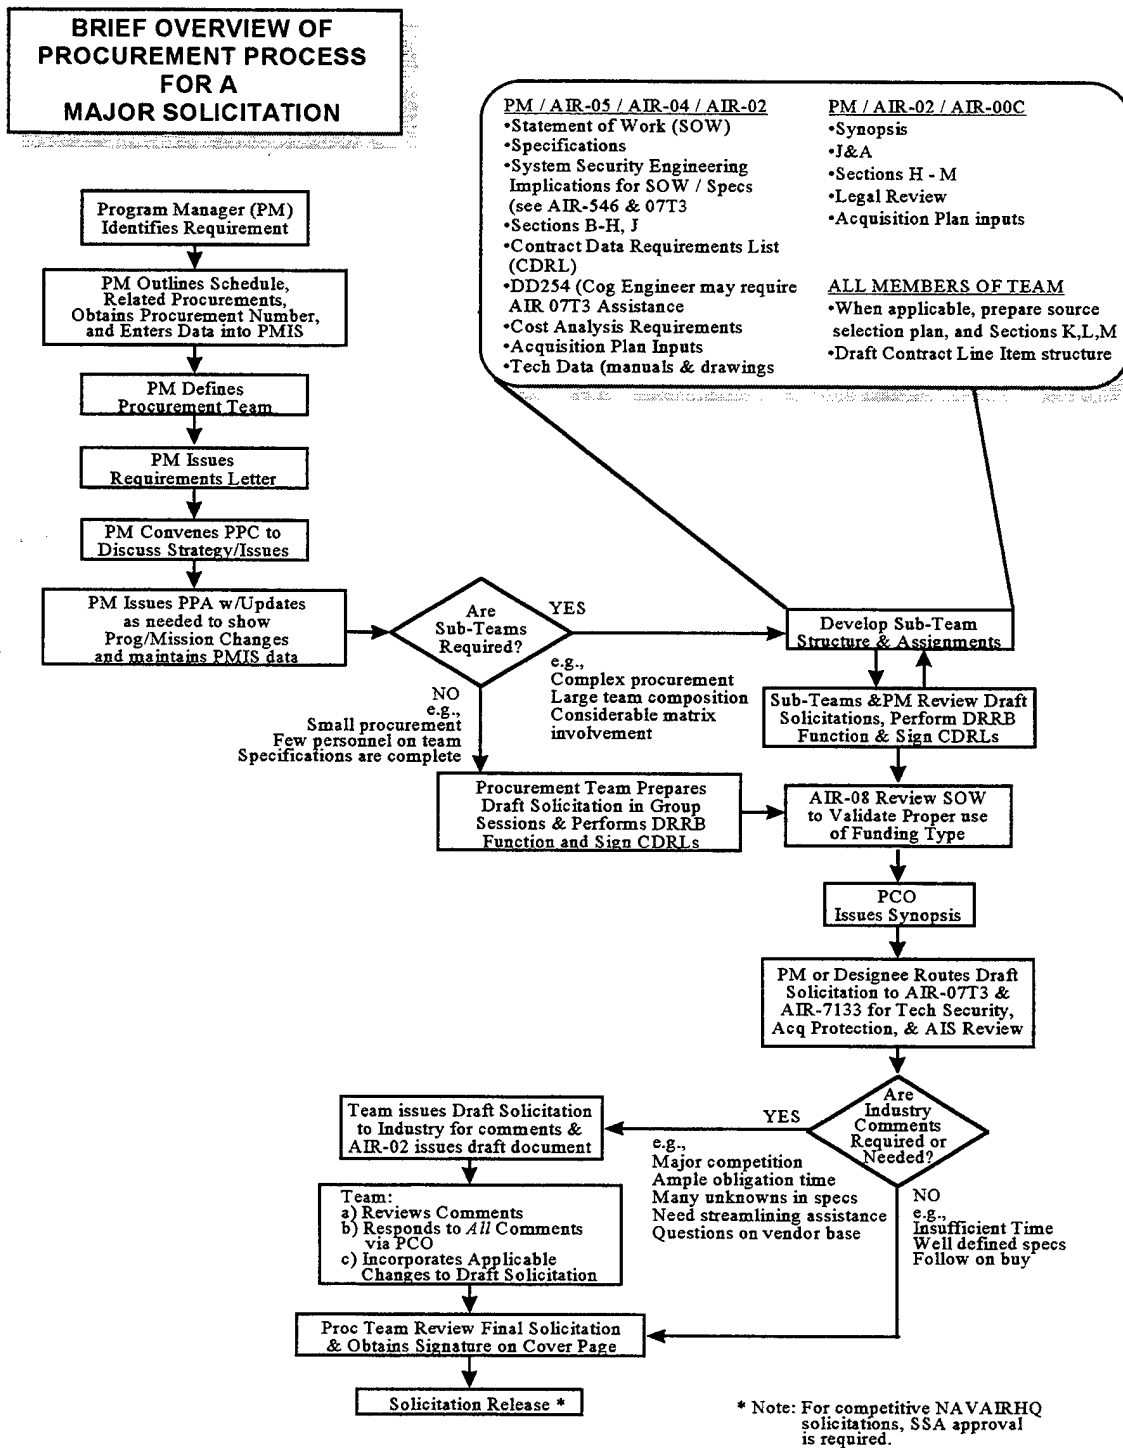 BRIEF OVERVIEW OF
PROCUREMENT PROCESS
FOR A
MAJOR SOLICITATION
PM / AIR-05 / AIR-04 / AIR-02
•Statement of Work (SOW)
•Specifications
•System Security Engineering
Implications for SOW / Specs
(see AIR-546 & 07T3
•Sections B-H, J
•Contract Data Requirements List
(CDRL)
•DD254 (Cog Engineer may require
AIR 07T3 Assistance
•Cost Analysis Requirements
•Acquisition Plan Inputs
•Tech Data (manuals & drawings
PM / AIR-02 / AIR-00C
•Synopsis
•J&A
•Sections H - M
•Legal Review
•Acquisition Plan inputs
ALL MEMBERS OF TEAM
•When applicable, prepare source
selection plan, and Sections K,L,M
•Draft Contract Line Item structure
Program Manager (PM)
Identifies Requirement
PM Outlines Schedule,
Related Procurements,
Obtains Procurement Number,
and Enters Data into PMIS
PM Defines
Procurement Team
PM Issues
Requirements Letter
PM Convenes PPC to
Discuss Strategy/Issues
PM Issues PPA w/Updates
as needed to show
Prog/Mission Changes
and maintains PMIS data
Are
Sub-Teams
Required?
YES
e.g.,
Complex procurement
Large team composition
Considerable matrix
involvement
NO
e.g.,
Small procurement
Few personnel on team
Specifications are complete
Develop Sub-Team
Structure & Assignments
Sub-Teams &PM Review Draft
Solicitations, Perform DRRB
Function & Sign CDRLs
Procurement Team Prepares
Draft Solicitation in Group
Sessions & Performs DRRB
Function and Sign CDRLs
AIR-08 Review SOW
to Validate Proper use
of Funding Type
PCO
Issues Synopsis
PM or Designee Routes Draft
Solicitation to AIR-07T3 &
AIR-7133 for Tech Security,
Acq Protection, & AIS Review
Are
Industry
Comments
Required or
Needed?
YES
e.g.,
Major competition
Ample obligation time
Many unknowns in specs
Need streamlining assistance
Questions on vendor base
NO
e.g.,
Insufficient Time
Well defined specs
Follow on buy
Team issues Draft Solicitation
to Industry for comments &
AIR-02 issues draft document
Team:
a) Reviews Comments
b) Responds to All Comments
via PCO
c) Incorporates Applicable
Changes to Draft Solicitation
Proc Team Review Final Solicitation
& Obtains Signature on Cover Page
Solicitation Release *
* Note: For competitive NAVAIRHQ
solicitations, SSA approval
is required.